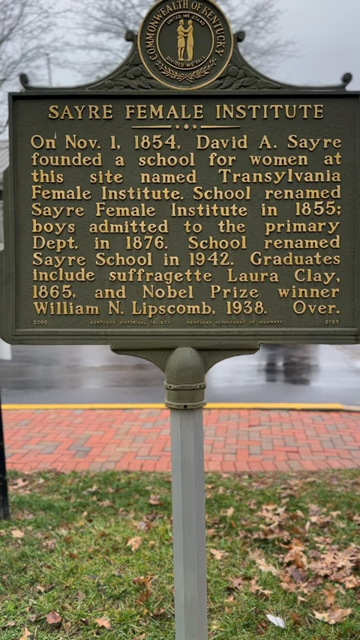 COMMONWEALTH OF KENTUCKY
UNITED WE STAND
DIVIDED WE FALL
SAYRE FEMALE INSTITUTE
On Nov. 1, 1854, David A. Sayre
founded a school for women at
this site named Transylvania
Female Institute. School renamed
Sayre Female Institute in 1855;
boys admitted to the primary
Dept. in 1876. School renamed
Sayre School in 1942. Graduates
include suffragette Laura Clay,
1865, and Nobel Prize winner
William N. Lipscomb, 1938. Over.
KENTUCKY HISTORICAL SOCIETY KENTUCKY DEPARTMENT OF HIGHWAYS